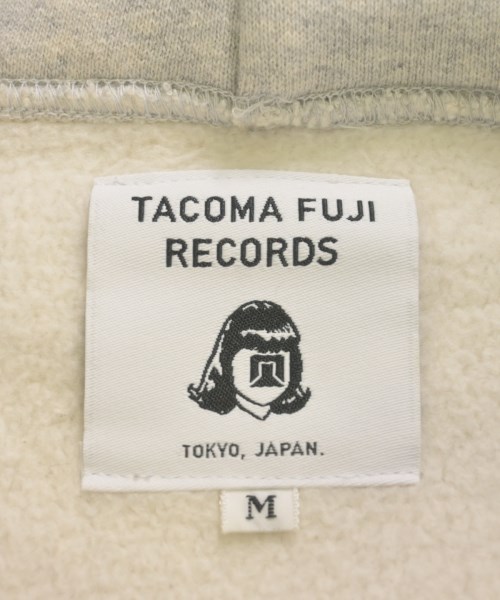 TACOMA FUJI
RECORDS
TOKYO, JAPAN.
M